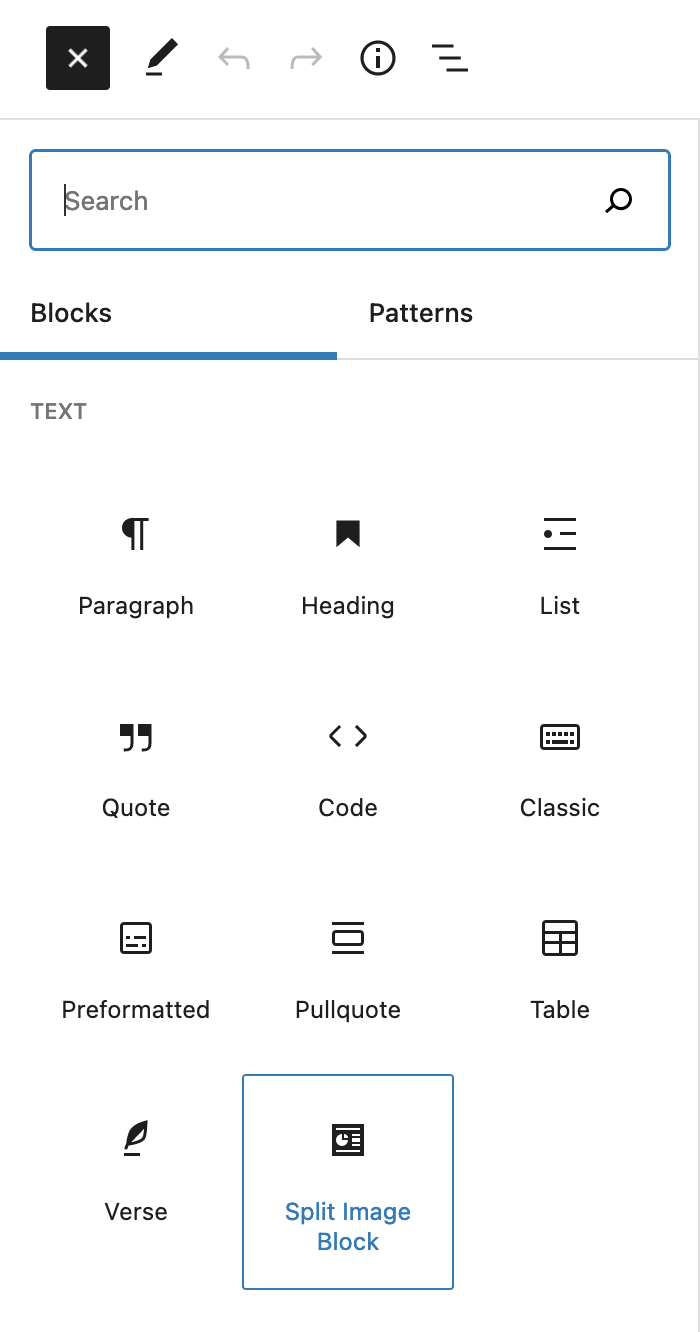 Search
Blocks Patterns
TEXT
Paragraph Heading List
Quote Code Classic
Preformatted Pullquote Table
Verse Split Image
Block